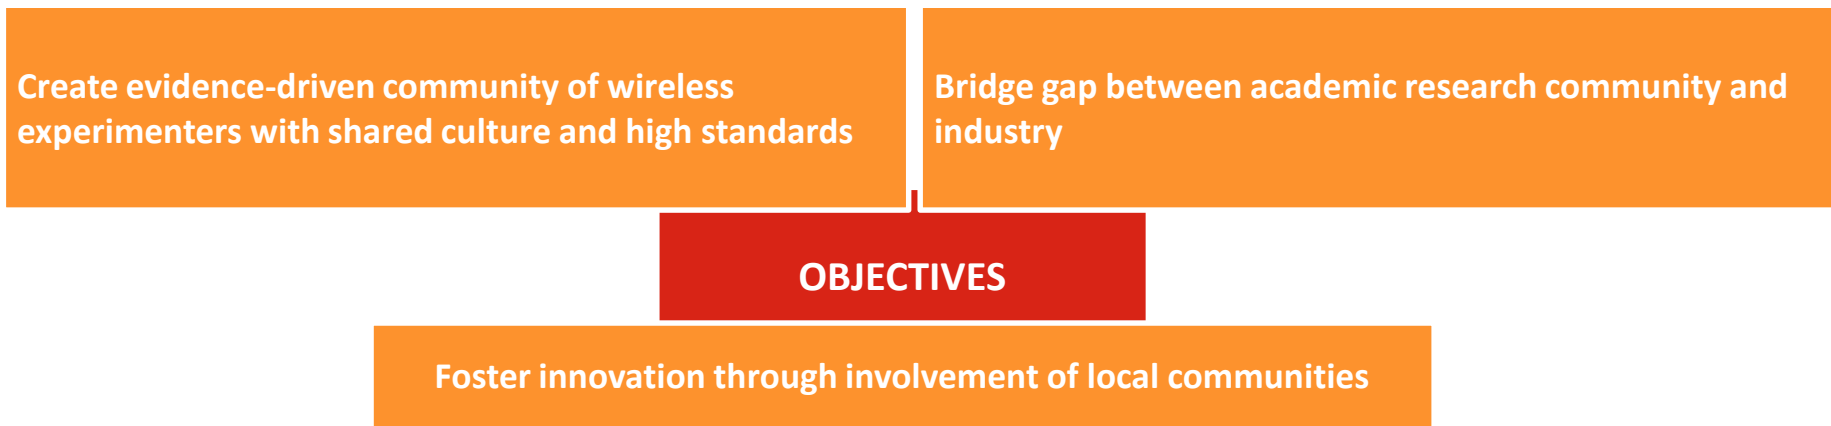 Create evidence-driven community of wireless
experimenters with shared culture and high standards
Bridge gap between academic research community and
industry
OBJECTIVES
Foster innovation through involvement of local communities